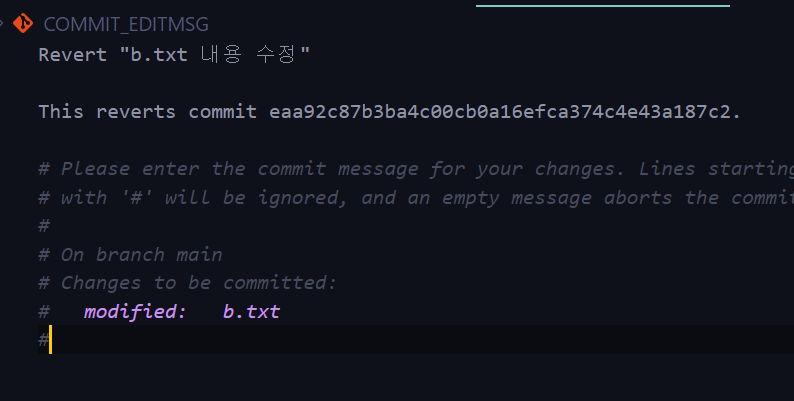 COMMIT_EDITMSG
Revert "b.txt 내용 수정"
This reverts commit eaa92c87b3ba4c00cb0a16efca374c4e43a187c2.
# Please enter the commit message for your changes. Lines starting
# with '#' will be ignored, and an empty message aborts the commit
#
# On branch main
# Changes to be committed:
# modified: b.txt
#